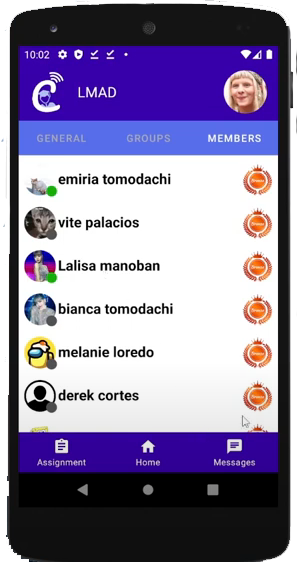 10:02
LMAD
GENERAL GROUPS MEMBERS
emiria tomodachi
vite palacios
Lalisa manoban
bianca tomodachi
melanie loredo
derek cortes
Assignment Home Messages